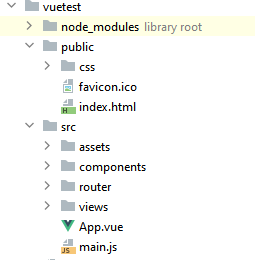 vuetest
node_modules library root
public
css
favicon.ico
index.html
src
assets
components
router
views
App.vue
main.js